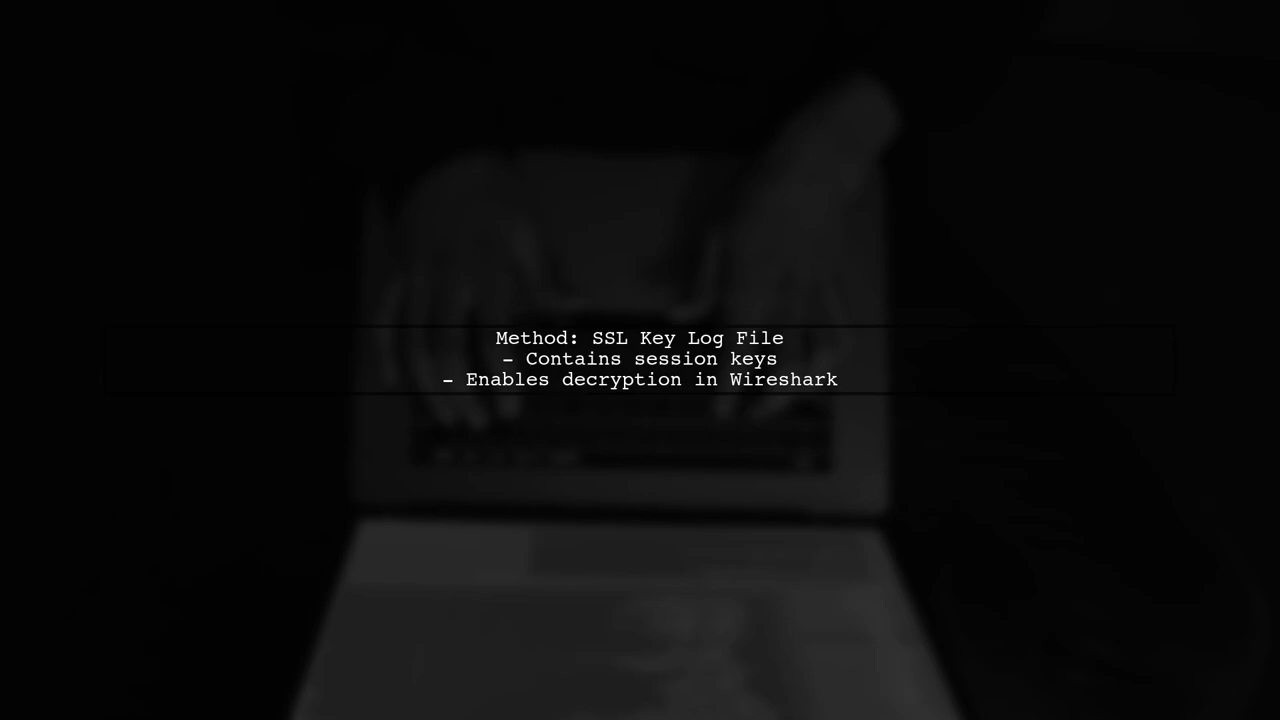 Method: SSL Key Log File
- Contains session keys
- Enables decryption in Wireshark